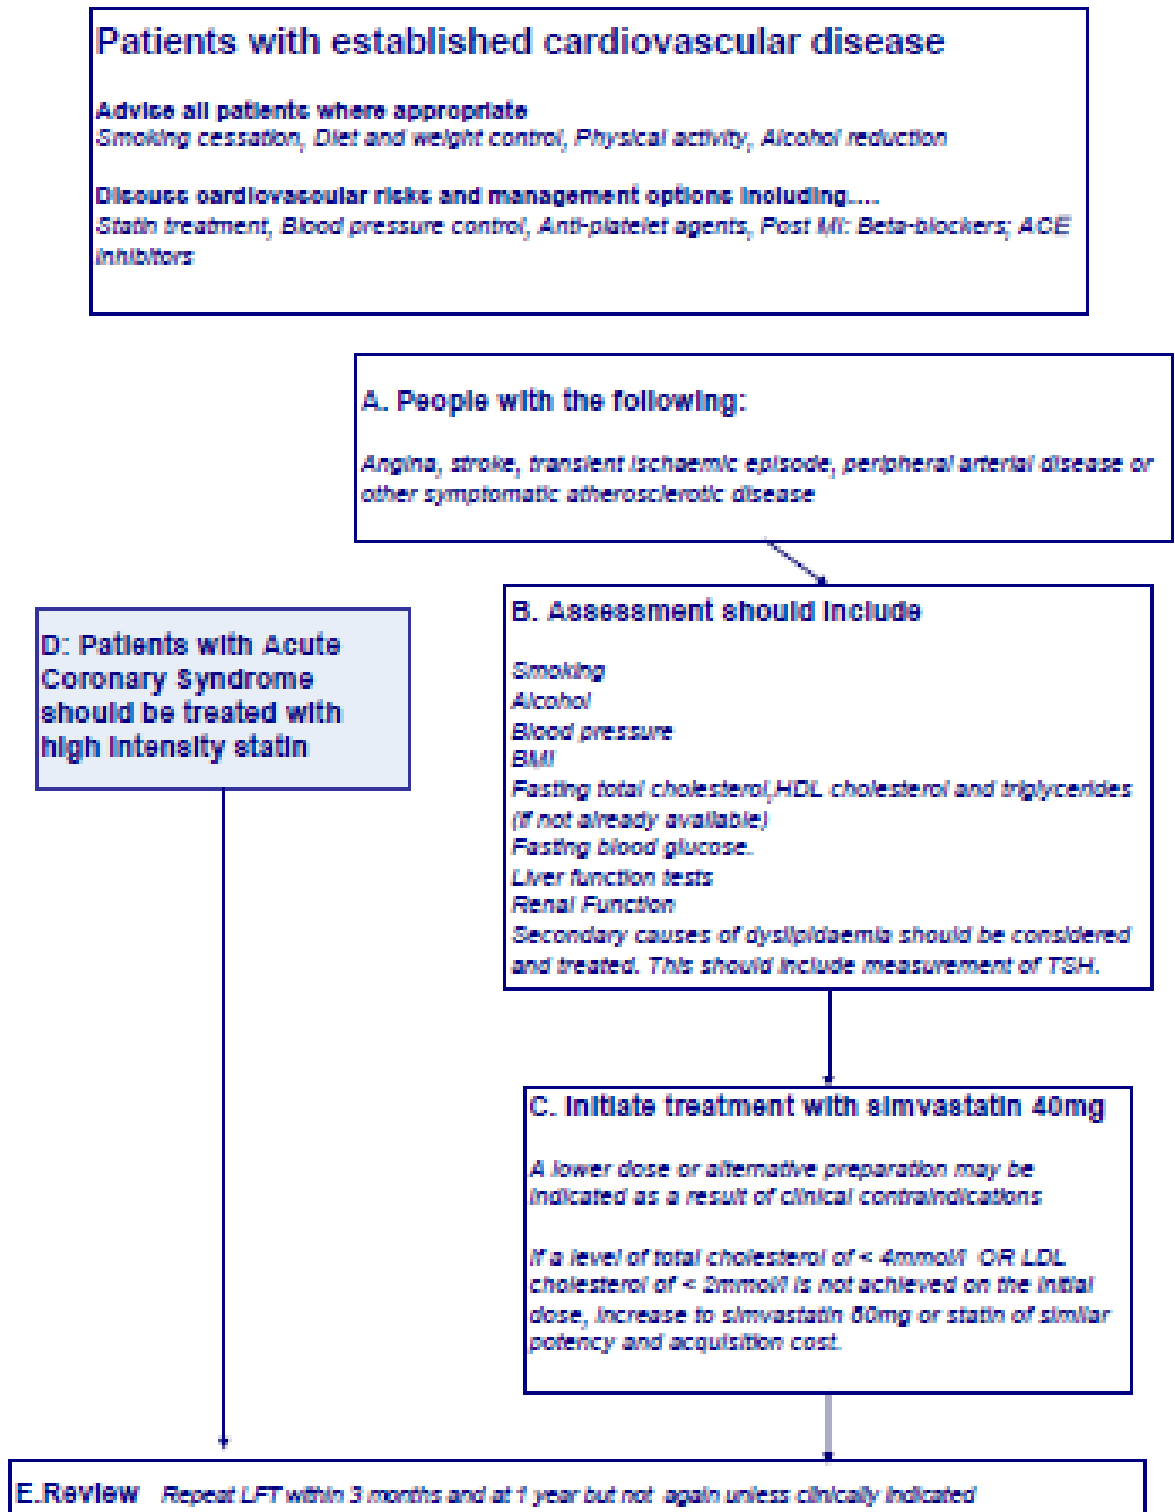 Patients with established cardiovascular disease
Advise all patients where appropriate
Smoking cessation, Diet and weight control, Physical activity, Alcohol reduction
Discuss cardiovascular risks and management options including....
Statin treatment, Blood pressure control, Anti-platelet agents, Post MI: Beta-blockers; ACE
inhibitors
A. People with the following:
Angina, stroke, transient ischaemic episode, peripheral arterial disease or
other symptomatic atherosclerotic disease
D: Patients with Acute
Coronary Syndrome
should be treated with
high intensity statin
B. Assessment should include
Smoking
Alcohol
Blood pressure
BMI
Fasting total cholesterol,HDL cholesterol and triglycerides
(if not already available)
Fasting blood glucose.
Liver function tests
Renal Function
Secondary causes of dyslipidaemia should be considered
and treated. This should include measurement of TSH.
C. Initiate treatment with simvastatin 40mg
A lower dose or alternative preparation may be
indicated as a result of clinical contraindications
If a level of total cholesterol of < 4mmol/l OR LDL
cholesterol of < 2mmol/l is not achieved on the initial
dose, increase to simvastatin or statin of similar
potency and acquisition cost.
E.Review Repeat LFT within 3 months and at 1 year but not again unless clinically indicated